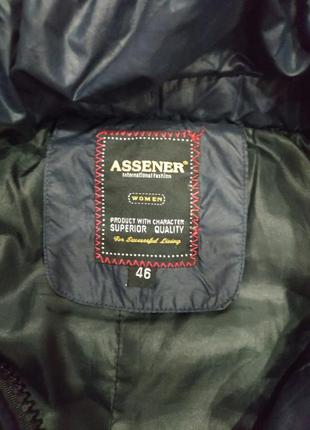 ASSENER®
International Fashion
WOMEN
PRODUCT WITH CHARACTER
SUPERIOR QUALITY
For Successful Living
46